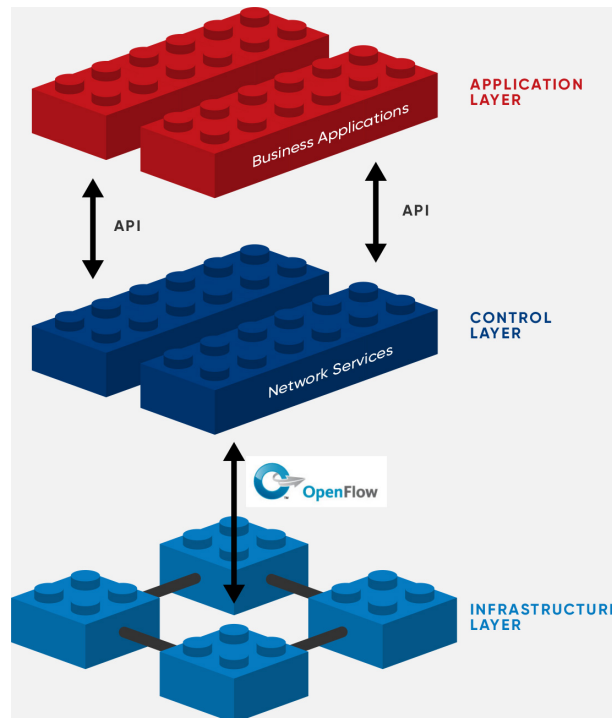 APPLICATION
LAYER
Business Applications
API
API
CONTROL
LAYER
Network Services
OpenFlow
INFRASTRUCTURE
LAYER